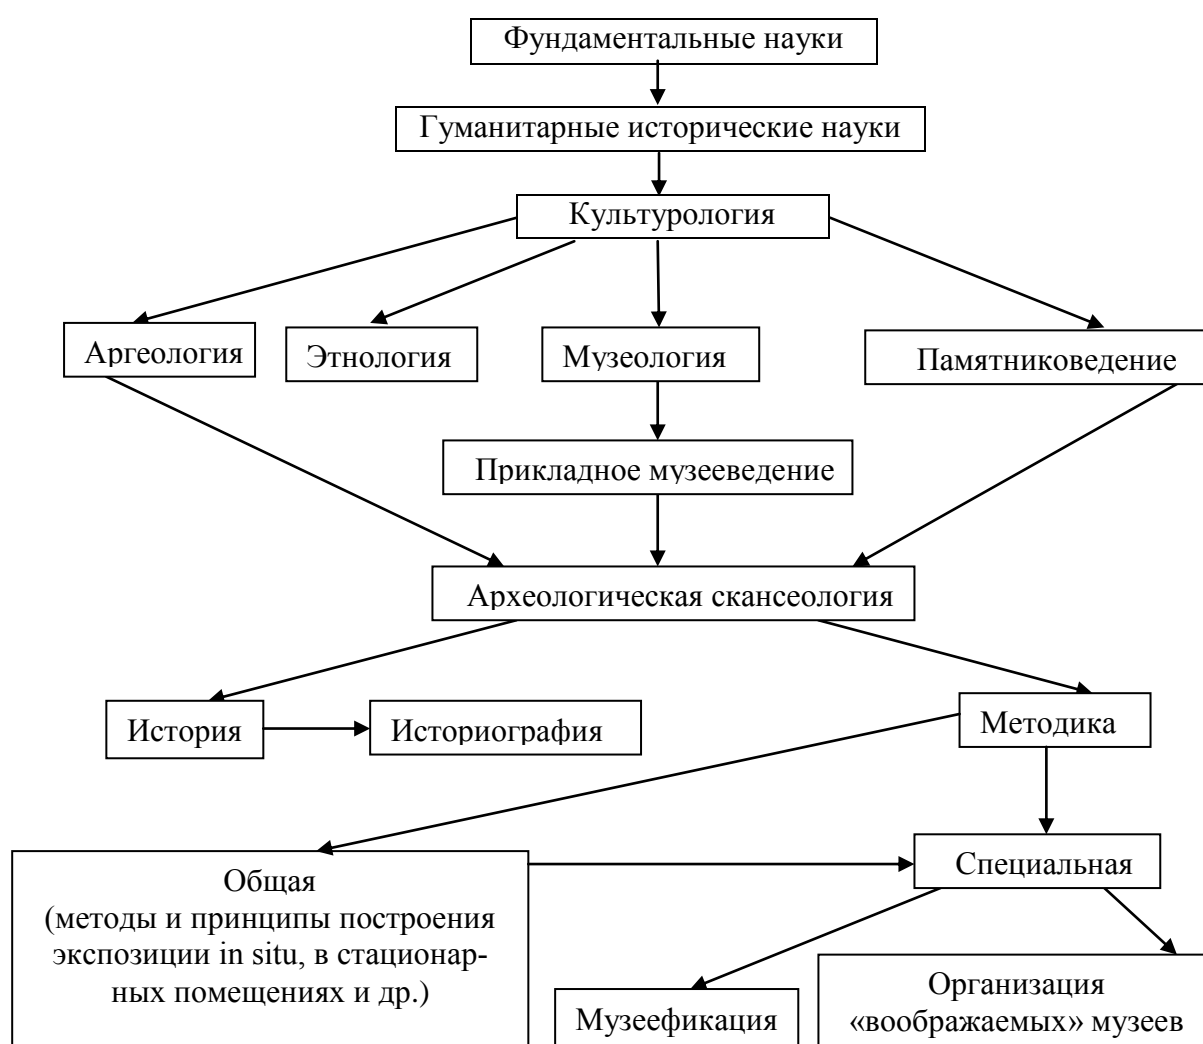 Фундаментальные науки
Гуманитарные исторические науки
Культурология
Аргеология
Этнология
Музеология
Памятниковедение
Прикладное музееведение
Археологическая скансеология
История
Историография
Методика
Общая
(методы и принципы построения
экспозиции in situ, в стационар-
ных помещениях и др.)
Специальная
Музеефикация
Организация
«воображаемых» музеев